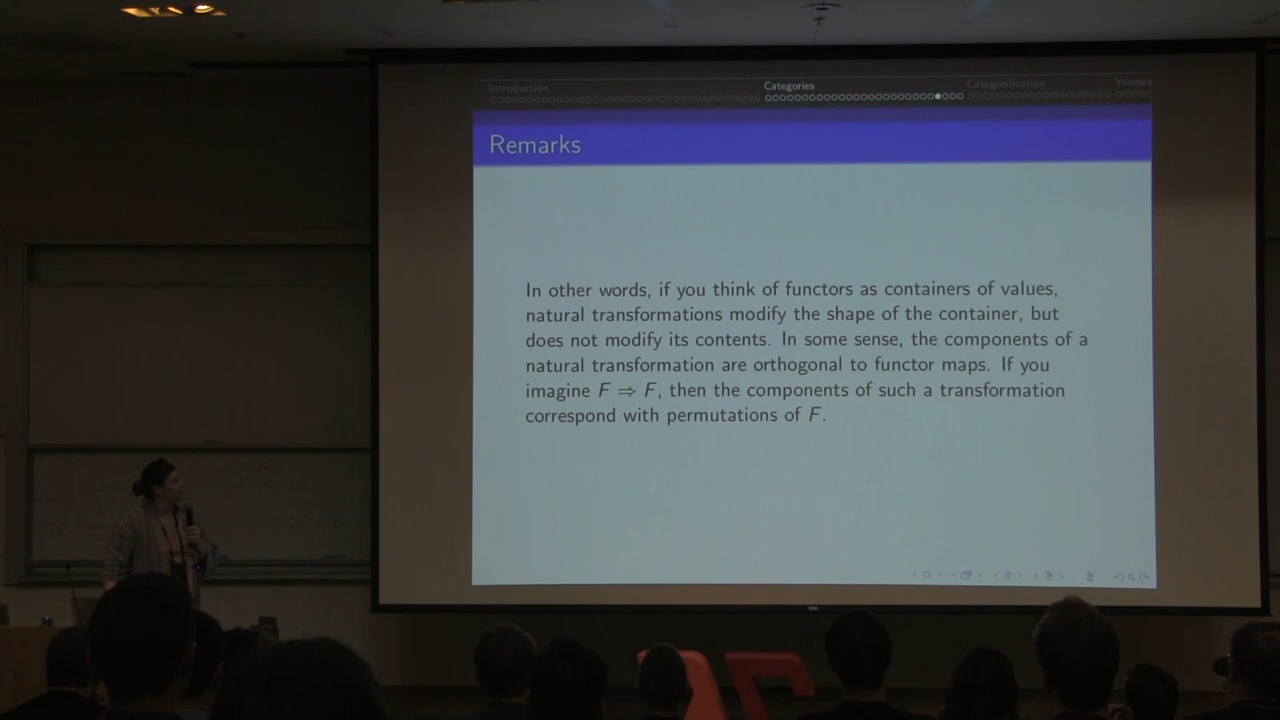 Introduction
Categories
Categorification
Yoneda
Remarks
In other words, if you think of functors as containers of values,
natural transformations modify the shape of the container, but
does not modify its contents. In some sense, the components of a
natural transformation are orthogonal to functor maps. If you
imagine F ⇒ F, then the components of such a transformation
correspond with permutations of F.